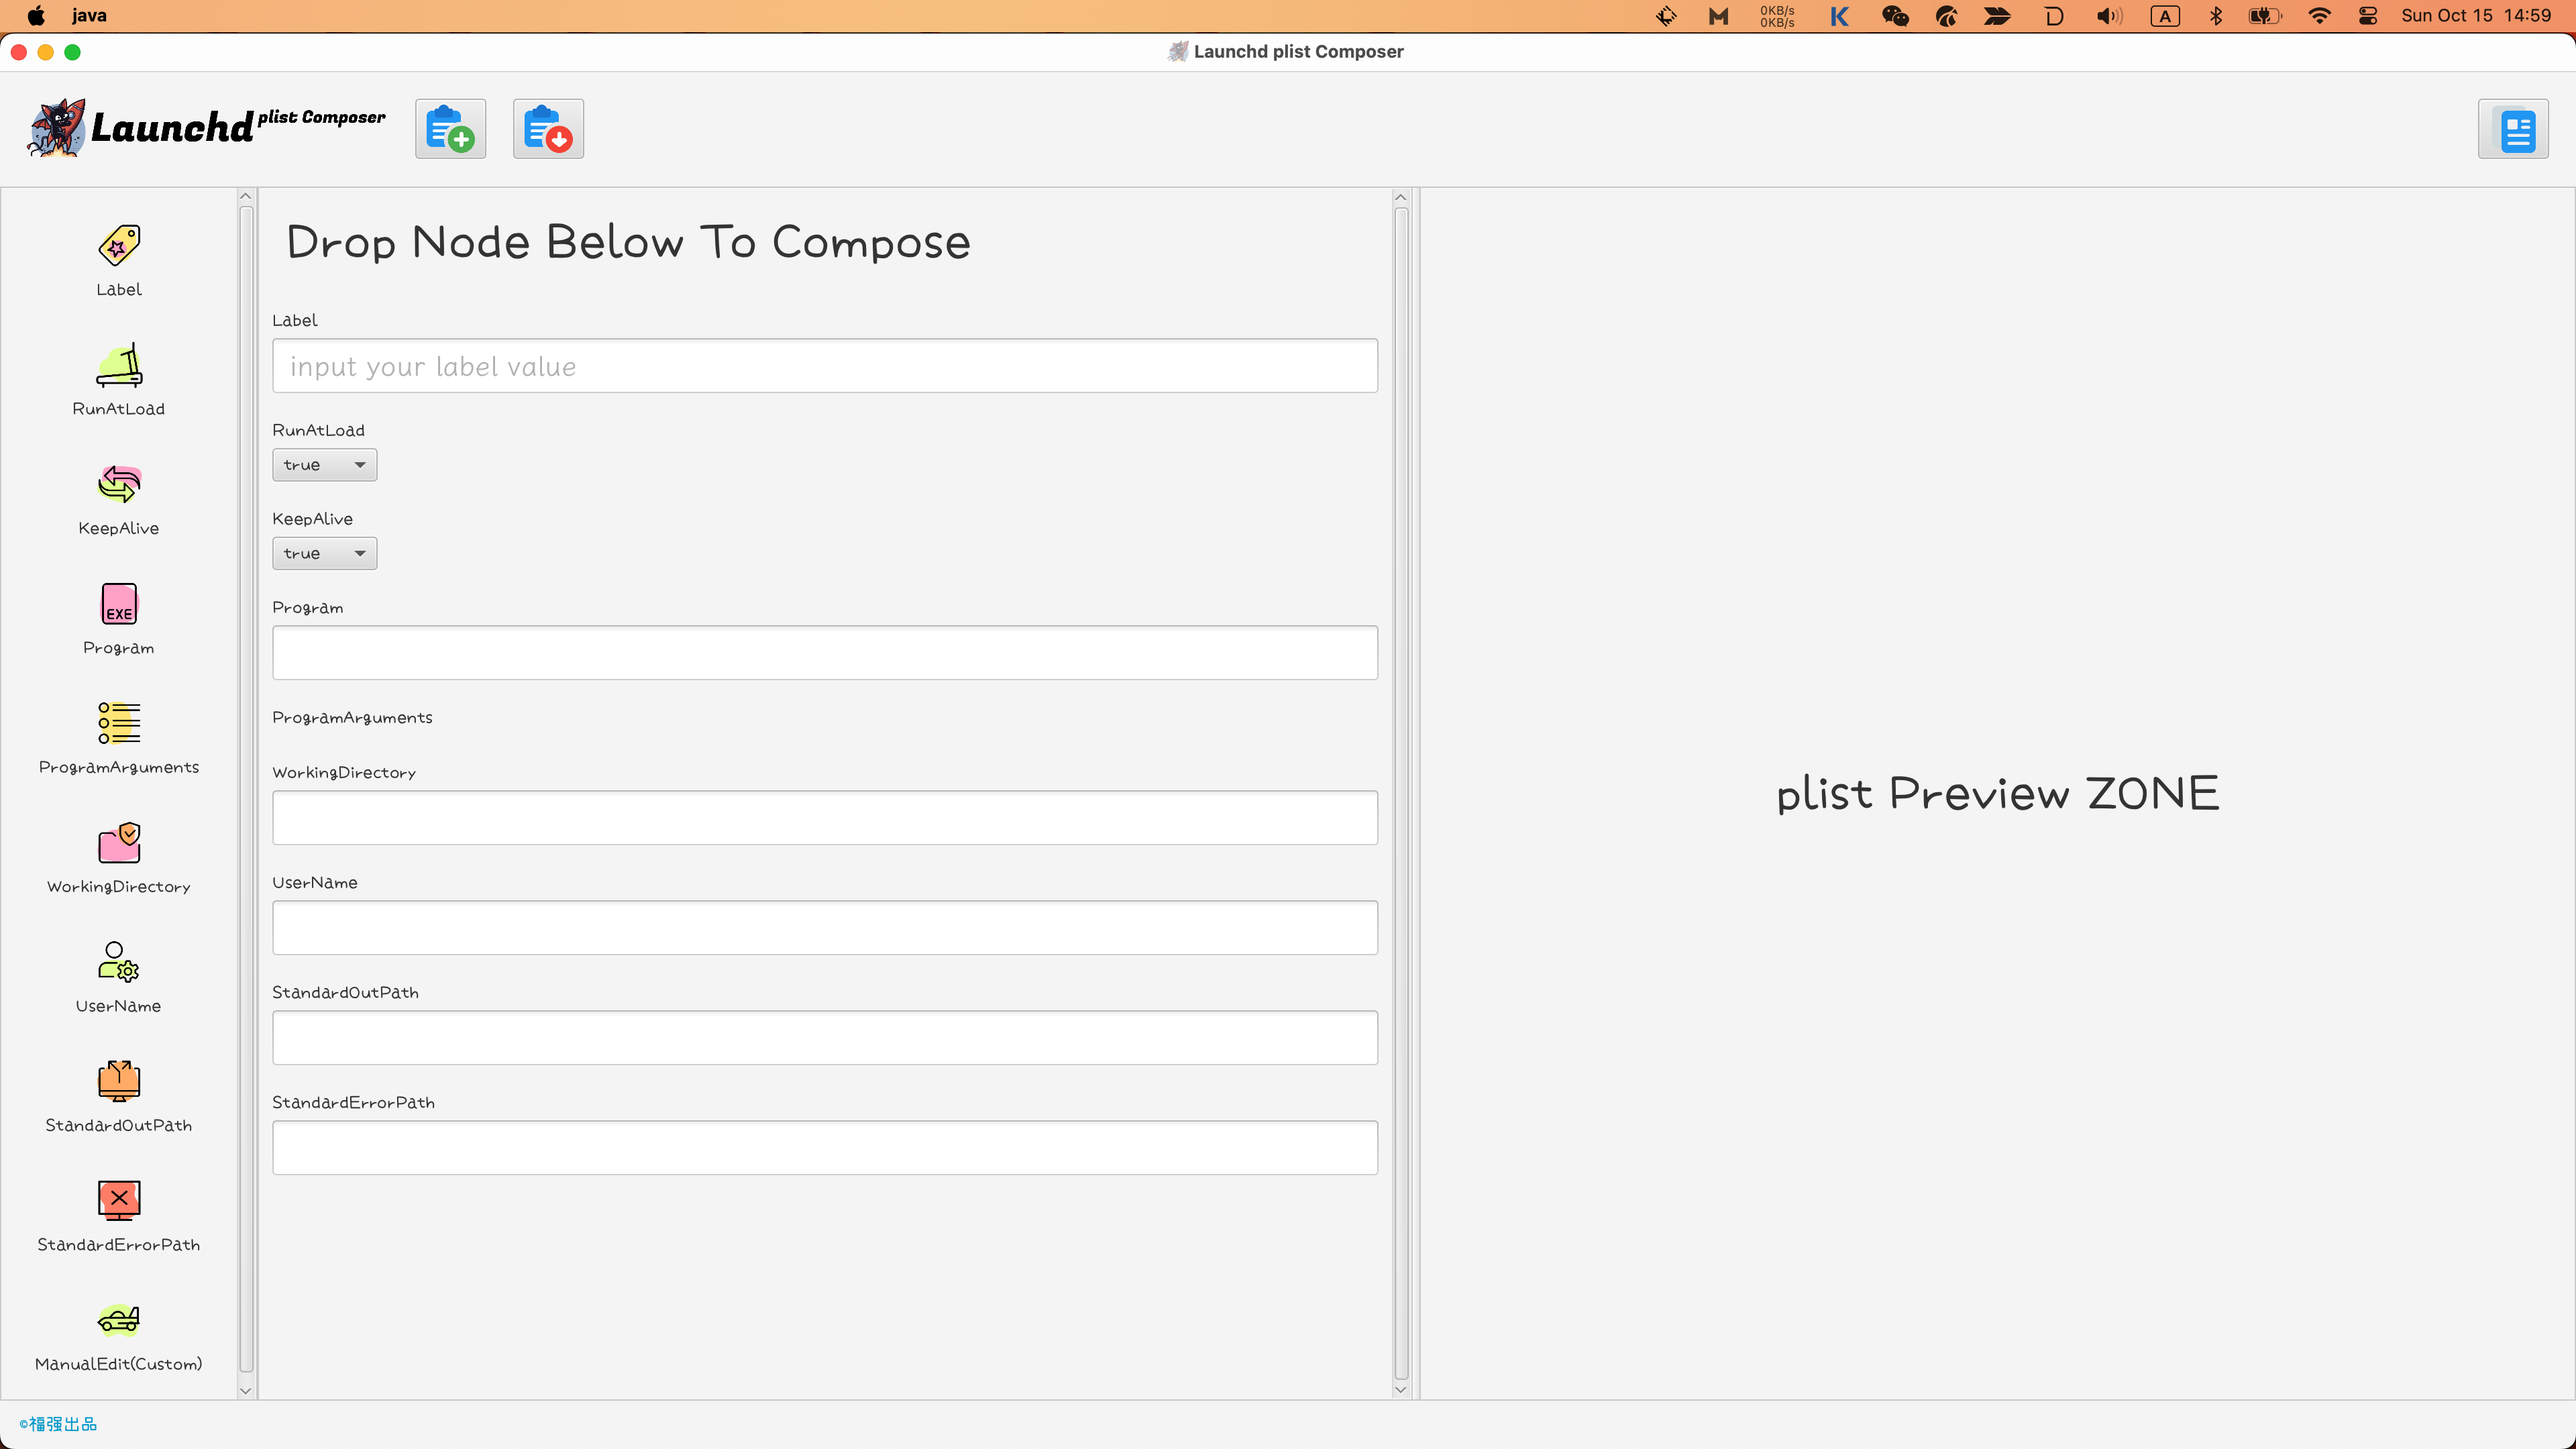 java
0KB/s
0KB/s
A
Sun Oct 15 14:59
Launchd plist Composer
Launchd plist Composer
Label
RunAtLoad
KeepAlive
EXE
Program
ProgramArguments
WorkingDirectory
UserName
StandardOutPath
StandardErrorPath
ManualEdit(Custom)
Drop Node Below To Compose
Label
input your label value
RunAtLoad
true
KeepAlive
true
Program
ProgramArguments
WorkingDirectory
UserName
StandardOutPath
StandardErrorPath
plist Preview ZONE
©福强出品